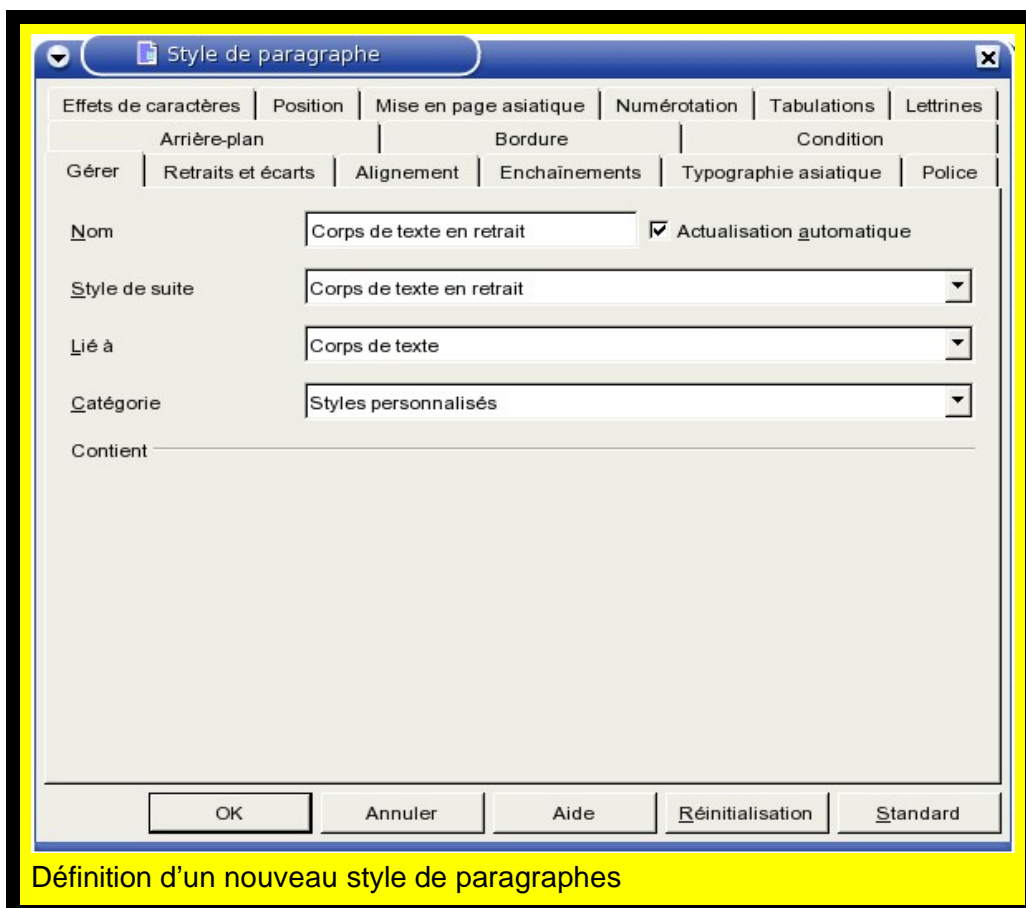 Style de paragraphe
Effets de caractères Position Mise en page asiatique Numérotation Tabulations Lettrines
Arrière-plan Bordure Condition
Gérer Retraits et écarts Alignement Enchaînements Typographie asiatique Police
Nom Corps de texte en retrait Actualisation automatique
Style de suite Corps de texte en retrait
Lié à Corps de texte
Catégorie Styles personnalisés
Contient
OK Annuler Aide Réinitialisation Standard
Définition d'un nouveau style de paragraphes